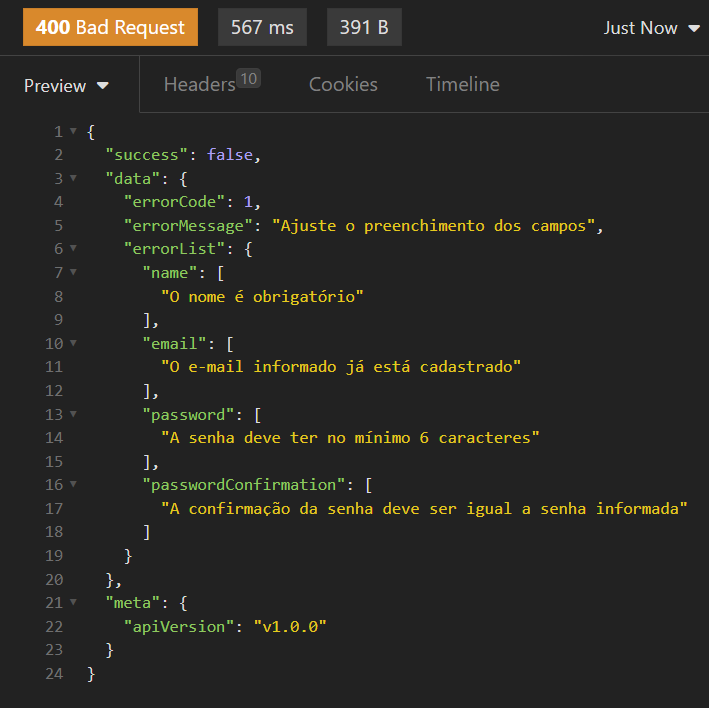 400 Bad Request 567 ms 391 B Just Now
Preview Headers 10 Cookies Timeline
1 {
2 "success": false,
3 "data": {
4 "errorCode": 1,
5 "errorMessage": "Ajuste o preenchimento dos campos",
6 "errorList": {
7 "name": [
8 "O nome é obrigatório"
9 ],
10 "email": [
11 "O e-mail informado já está cadastrado"
12 ],
13 "password": [
14 "A senha deve ter no mínimo 6 caracteres"
15 ],
16 "passwordConfirmation": [
17 "A confirmação da senha deve ser igual a senha informada"
18 ]
19 }
20 },
21 "meta": {
22 "apiVersion": "v1.0.0"
23 }
24 }